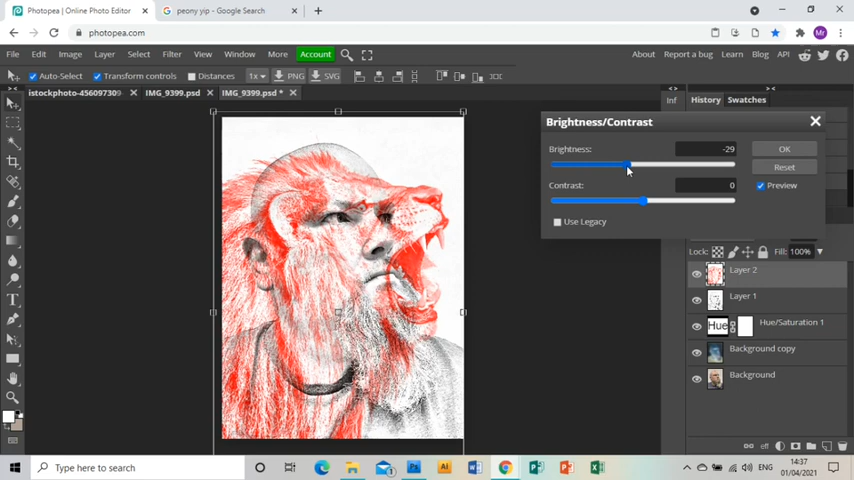 Photopea | Online Photo Editor
peony yip - Google Search
photopea.com
Mr
File Edit Image Layer Select Filter View Window More Account
About Report a bug Learn Blog API
Auto-Select Transform controls Distances 1x PNG SVG
istockphoto-45609730 IMG_9399.psd IMG_9399.psd *
Inf History Swatches
Brightness/Contrast
Brightness: -29 OK
Reset
Contrast: 0 Preview
Use Legacy
Lock: Fill: 100%
Layer 2
Layer 1
Hue Hue/Saturation 1
Background copy
Background
eff
Type here to search
ENG
14:37
01/04/2021